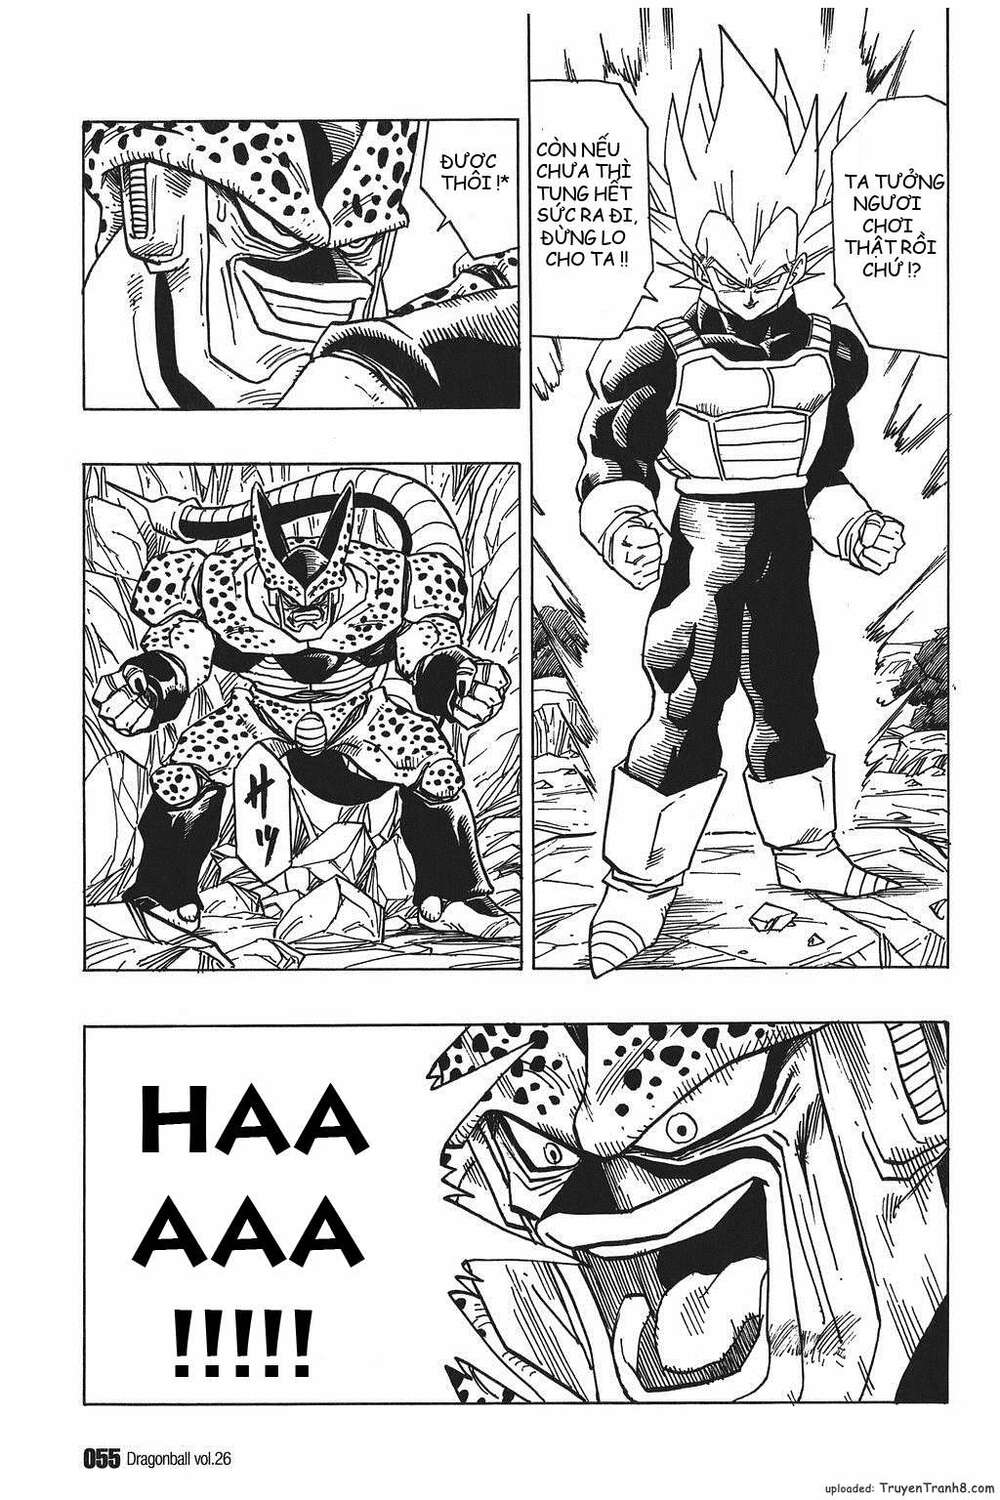 TA TƯỞNG
NGƯƠI
CHƠI
THẬT RỒI
CHỨ !?
CÒN NẾU
CHƯA THÌ
TUNG HẾT
SỨC RA ĐI,
ĐỪNG LO
CHO TA !!
ĐƯỢC
THÔI !*
ザッ
HAA
AAA
!!!!!
055 Dragonball vol.26
uploaded: TruyenTranh8.com